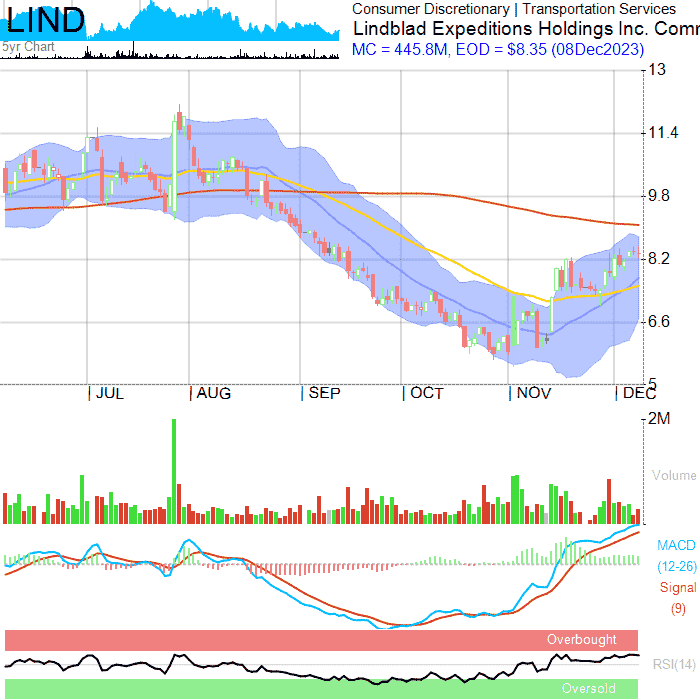 LIND
5yr Chart
Consumer Discretionary | Transportation Services
Lindblad Expeditions Holdings Inc. Comm
MC = 445.8M, EOD = $8.35 (08Dec2023)
13
11.4
9.8
8.2
6.6
5
| JUL | AUG | SEP | OCT | NOV | DEC
2M
Volume
MACD
(12-26)
Signal
(9)
Overbought
RSI(14)
Oversold